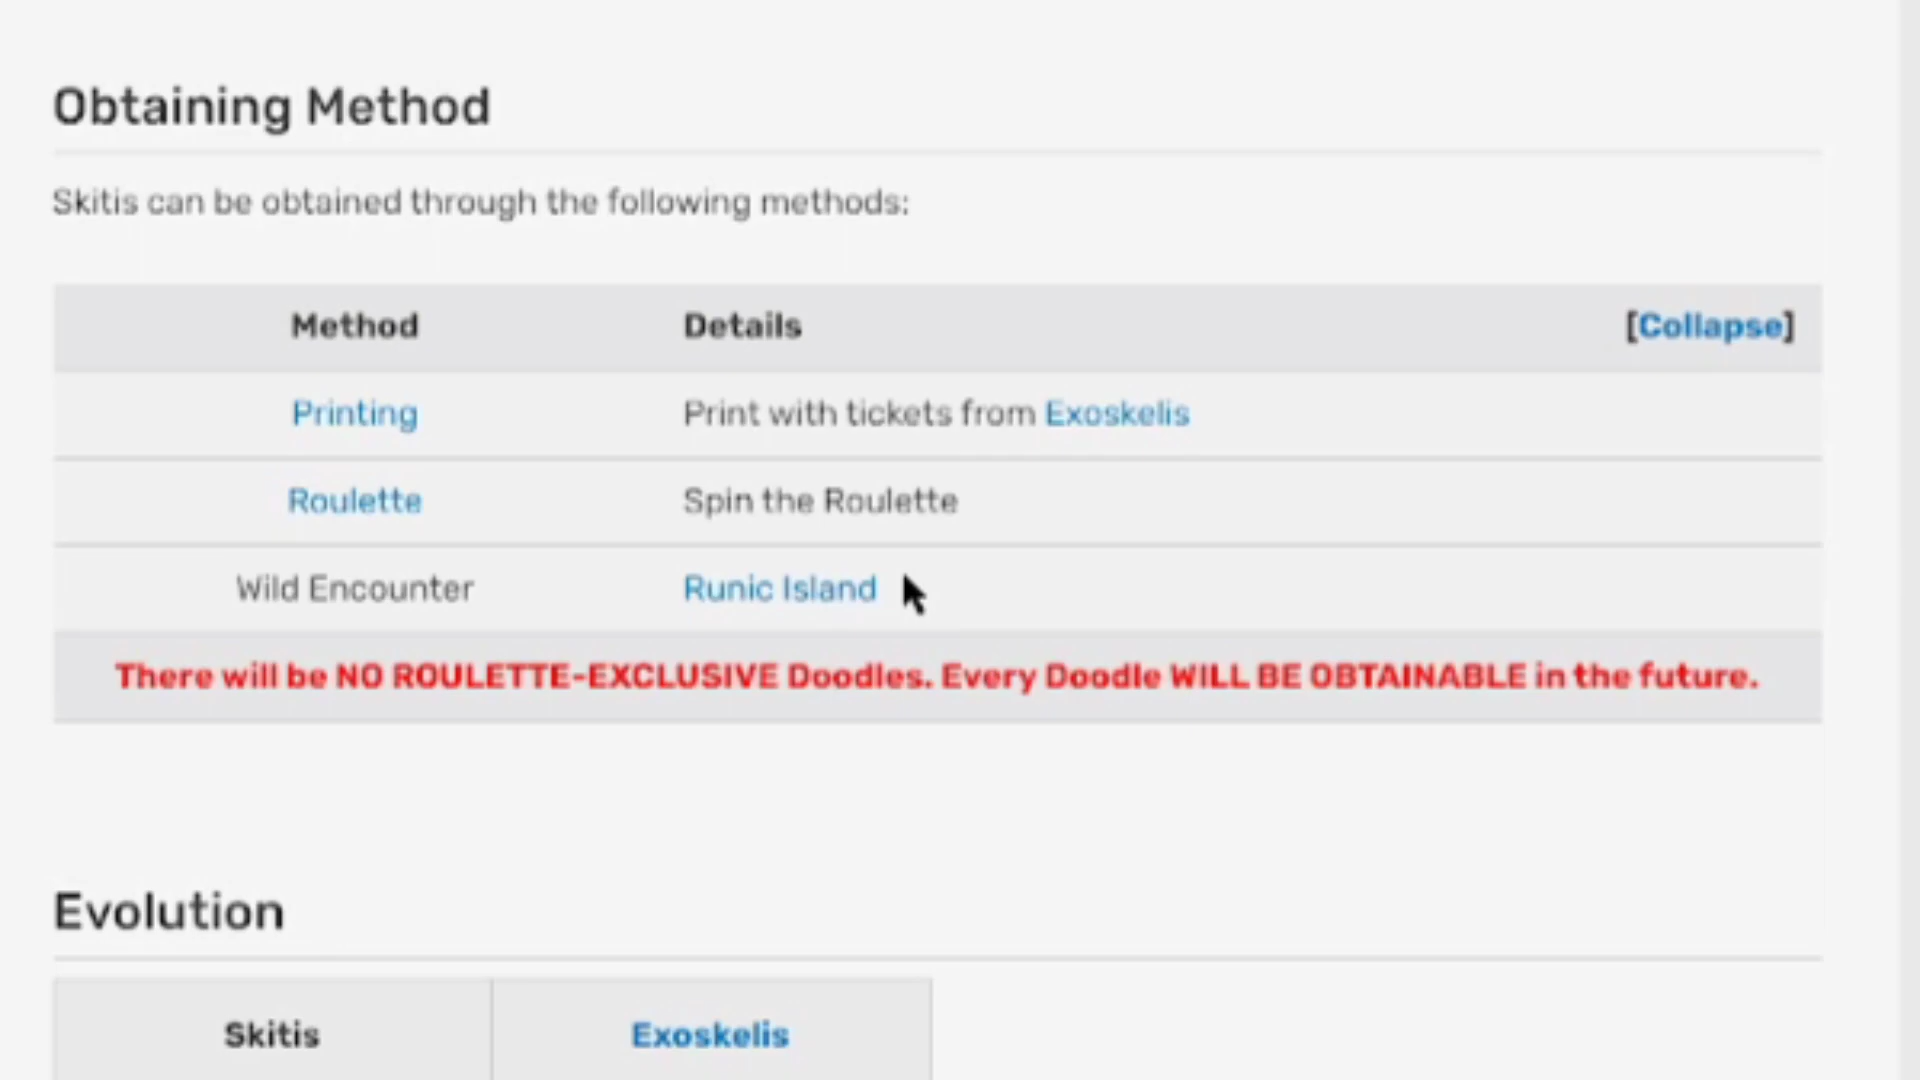 Obtaining Method
Skitis can be obtained through the following methods:
Method Details [Collapse]
Printing Print with tickets from Exoskelis
Roulette Spin the Roulette
Wild Encounter Runic Island
There will be NO ROULETTE-EXCLUSIVE Doodles. Every Doodle WILL BE OBTAINABLE in the future.
Evolution
Skitis Exoskelis